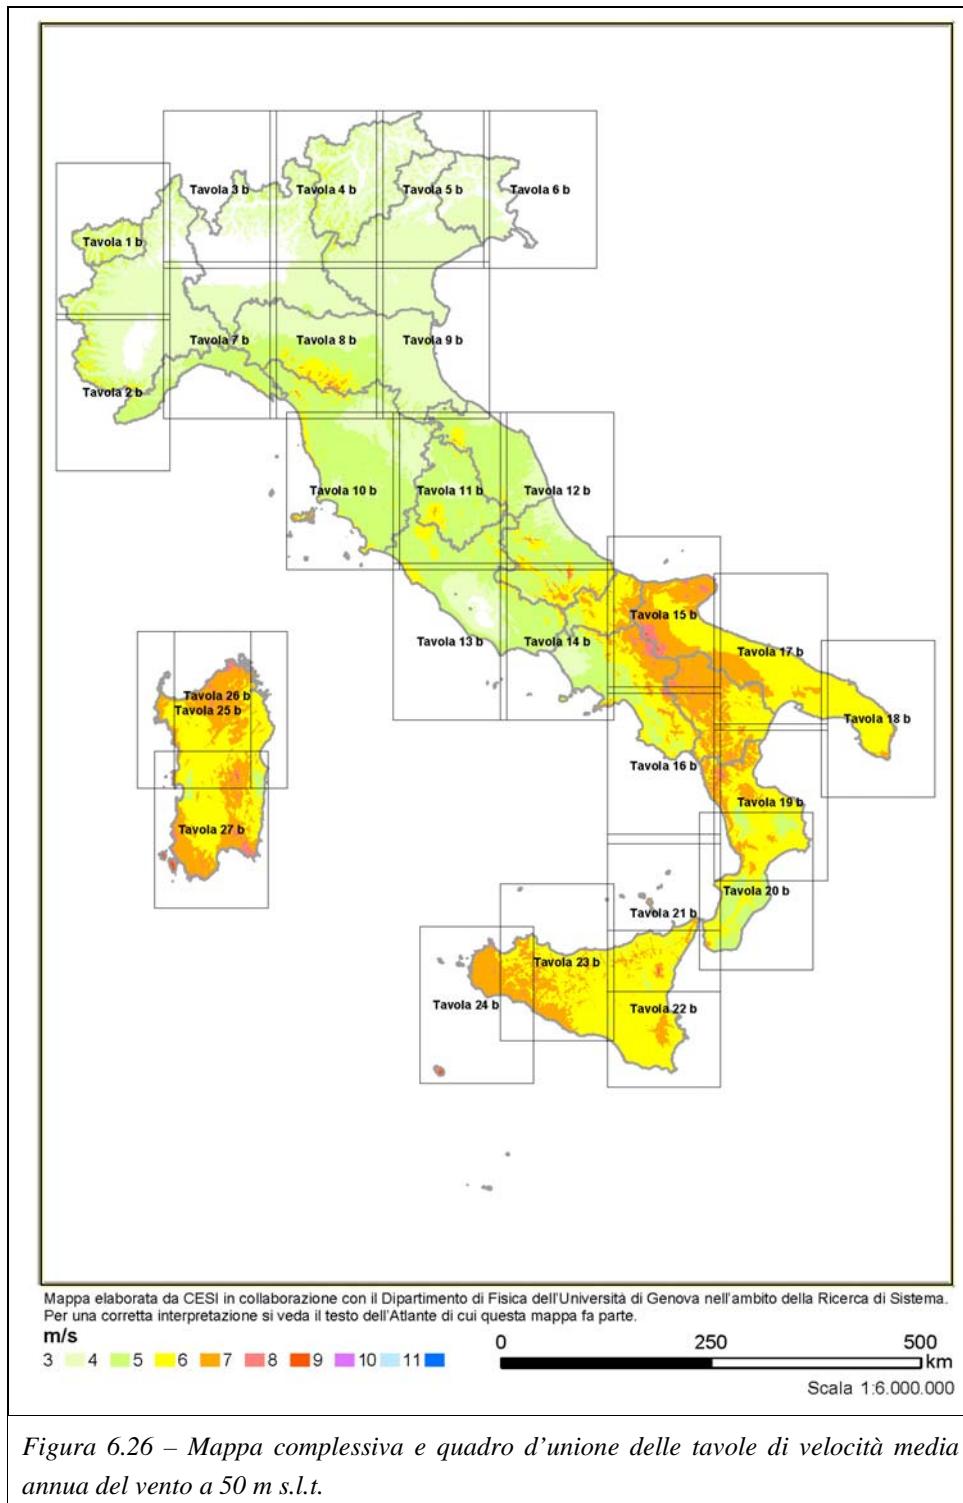 Tavola 3 b
Tavola 4 b
Tavola 5 b
Tavola 6 b
Tavola 1 b
Tavola 7 b
Tavola 8 b
Tavola 9 b
Tavola 2 b
Tavola 10 b
Tavola 11 b
Tavola 12 b
Tavola 15 b
Tavola 13 b
Tavola 14 b
Tavola 17 b
Tavola 26 b
Tavola 25 b
Tavola 18 b
Tavola 16 b
Tavola 19 b
Tavola 27 b
Tavola 20 b
Tavola 21 b
Tavola 23 b
Tavola 24 b
Tavola 22 b
Mappa elaborata da CESI in collaborazione con il Dipartimento di Fisica dell'Università di Genova nell'ambito della Ricerca di Sistema.
Per una corretta interpretazione si veda il testo dell'Atlante di cui questa mappa fa parte.
m/s
3 4 5 6 7 8 9 10 11
0 250 500
km
Scala 1:6.000.000
Figura 6.26 – Mappa complessiva e quadro d'unione delle tavole di velocità media
annua del vento a 50 m s.l.t.